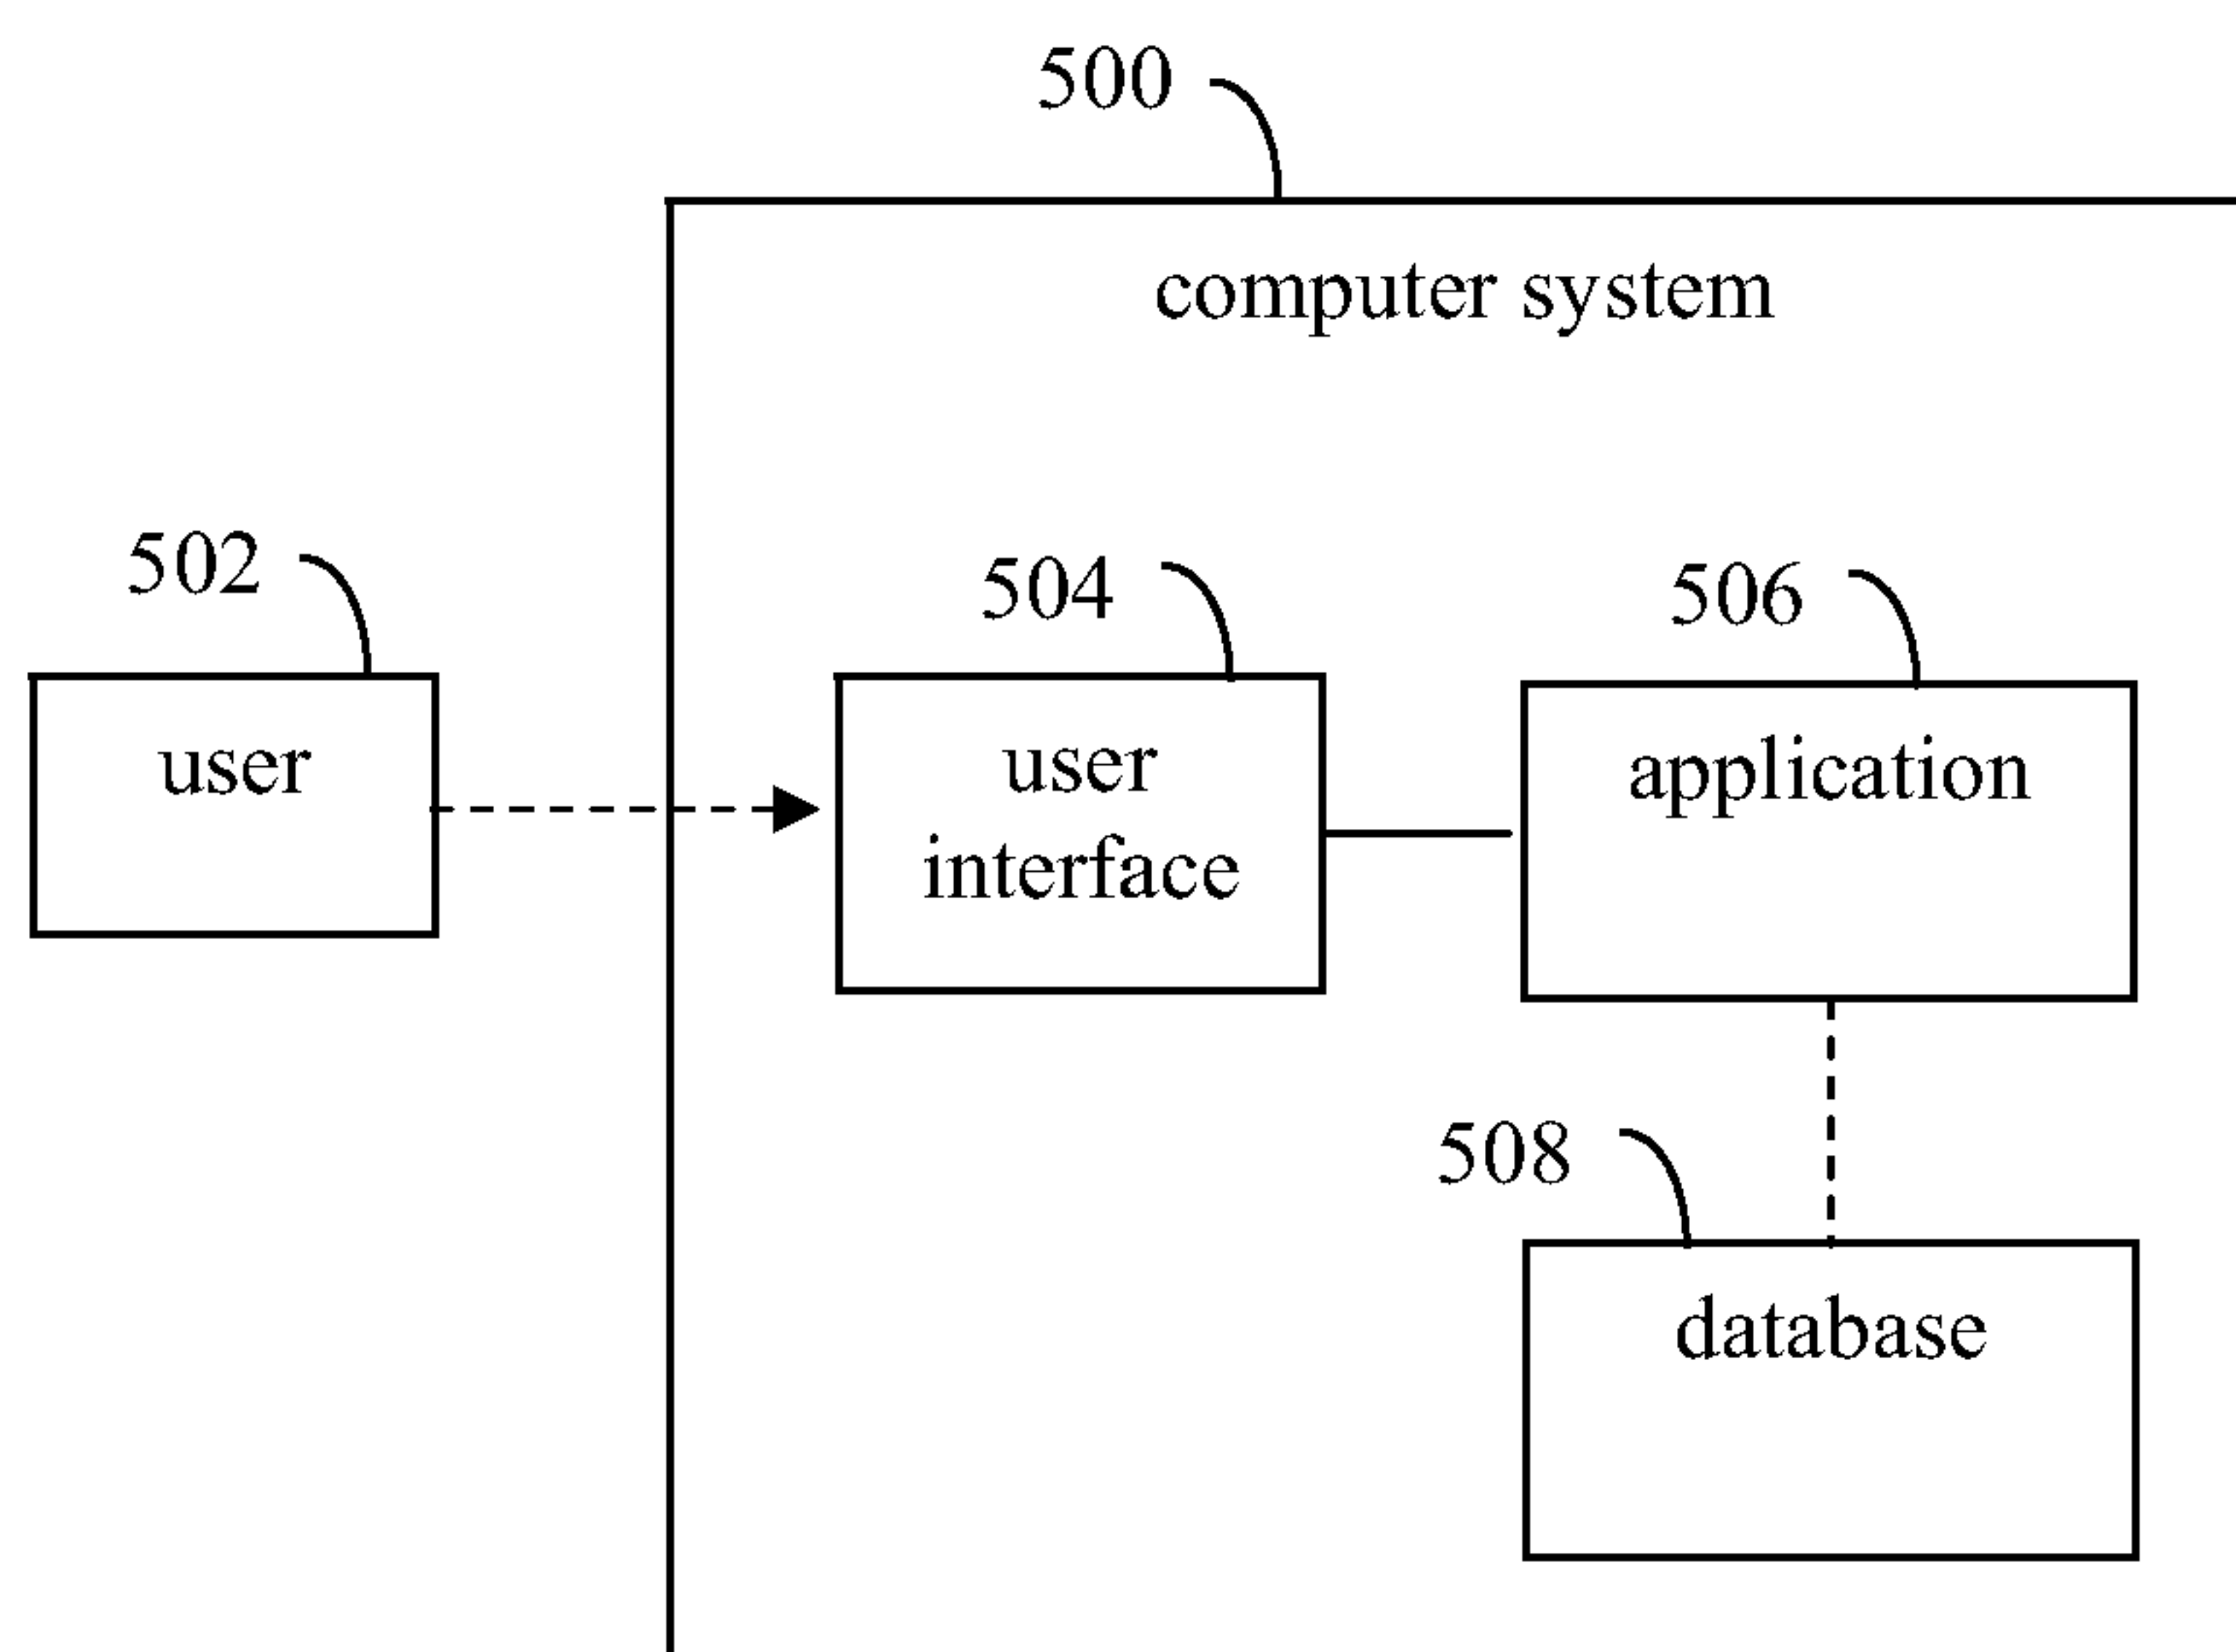 500
computer system
502
504
506
user
user
interface
application
508
database